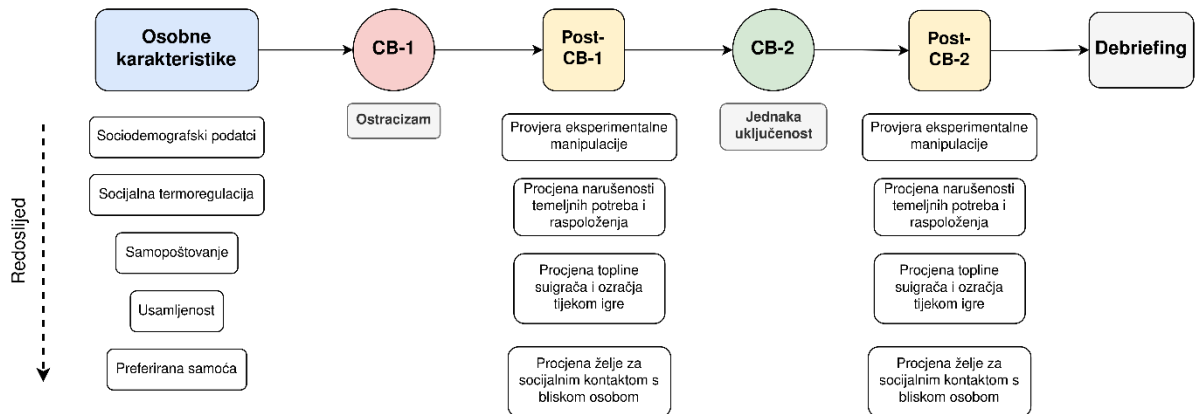 Osobne
karakteristike
CB-1
Post-
CB-1
CB-2
Post-
CB-2
Debriefing
Ostracizam
Jednaka
uključenost
Redoslijed
Sociodemografski podatci
Socijalna termoregulacija
Samopoštovanje
Usamljenost
Preferirana samoća
Provjera eksperimentalne
manipulacije
Procjena narušenosti
temeljnih potreba i
raspoloženja
Procjena topline
suigrača i ozračja
tijekom igre
Procjena želje za
socijalnim kontaktom s
bliskom osobom
Provjera eksperimentalne
manipulacije
Procjena narušenosti
temeljnih potreba i
raspoloženja
Procjena topline
suigrača i ozračja
tijekom igre
Procjena želje za
socijalnim kontaktom s
bliskom osobom